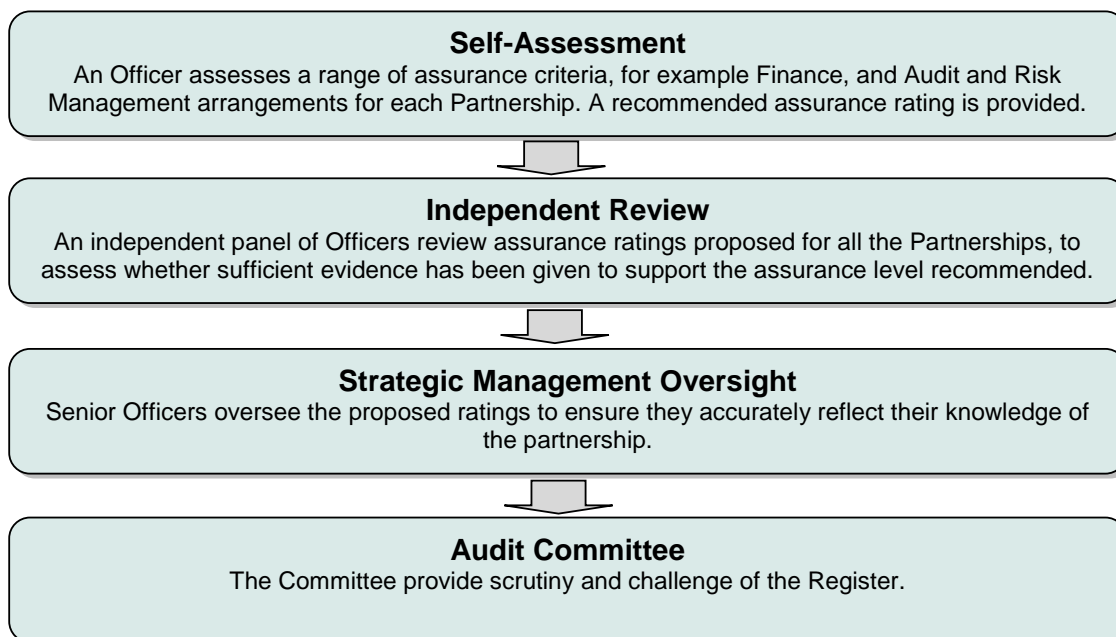 Self-Assessment
An Officer assesses a range of assurance criteria, for example Finance, and Audit and Risk
Management arrangements for each Partnership. A recommended assurance rating is provided.
Independent Review
An independent panel of Officers review assurance ratings proposed for all the Partnerships, to
assess whether sufficient evidence has been given to support the assurance level recommended.
Strategic Management Oversight
Senior Officers oversee the proposed ratings to ensure they accurately reflect their knowledge of
the partnership.
Audit Committee
The Committee provide scrutiny and challenge of the Register.